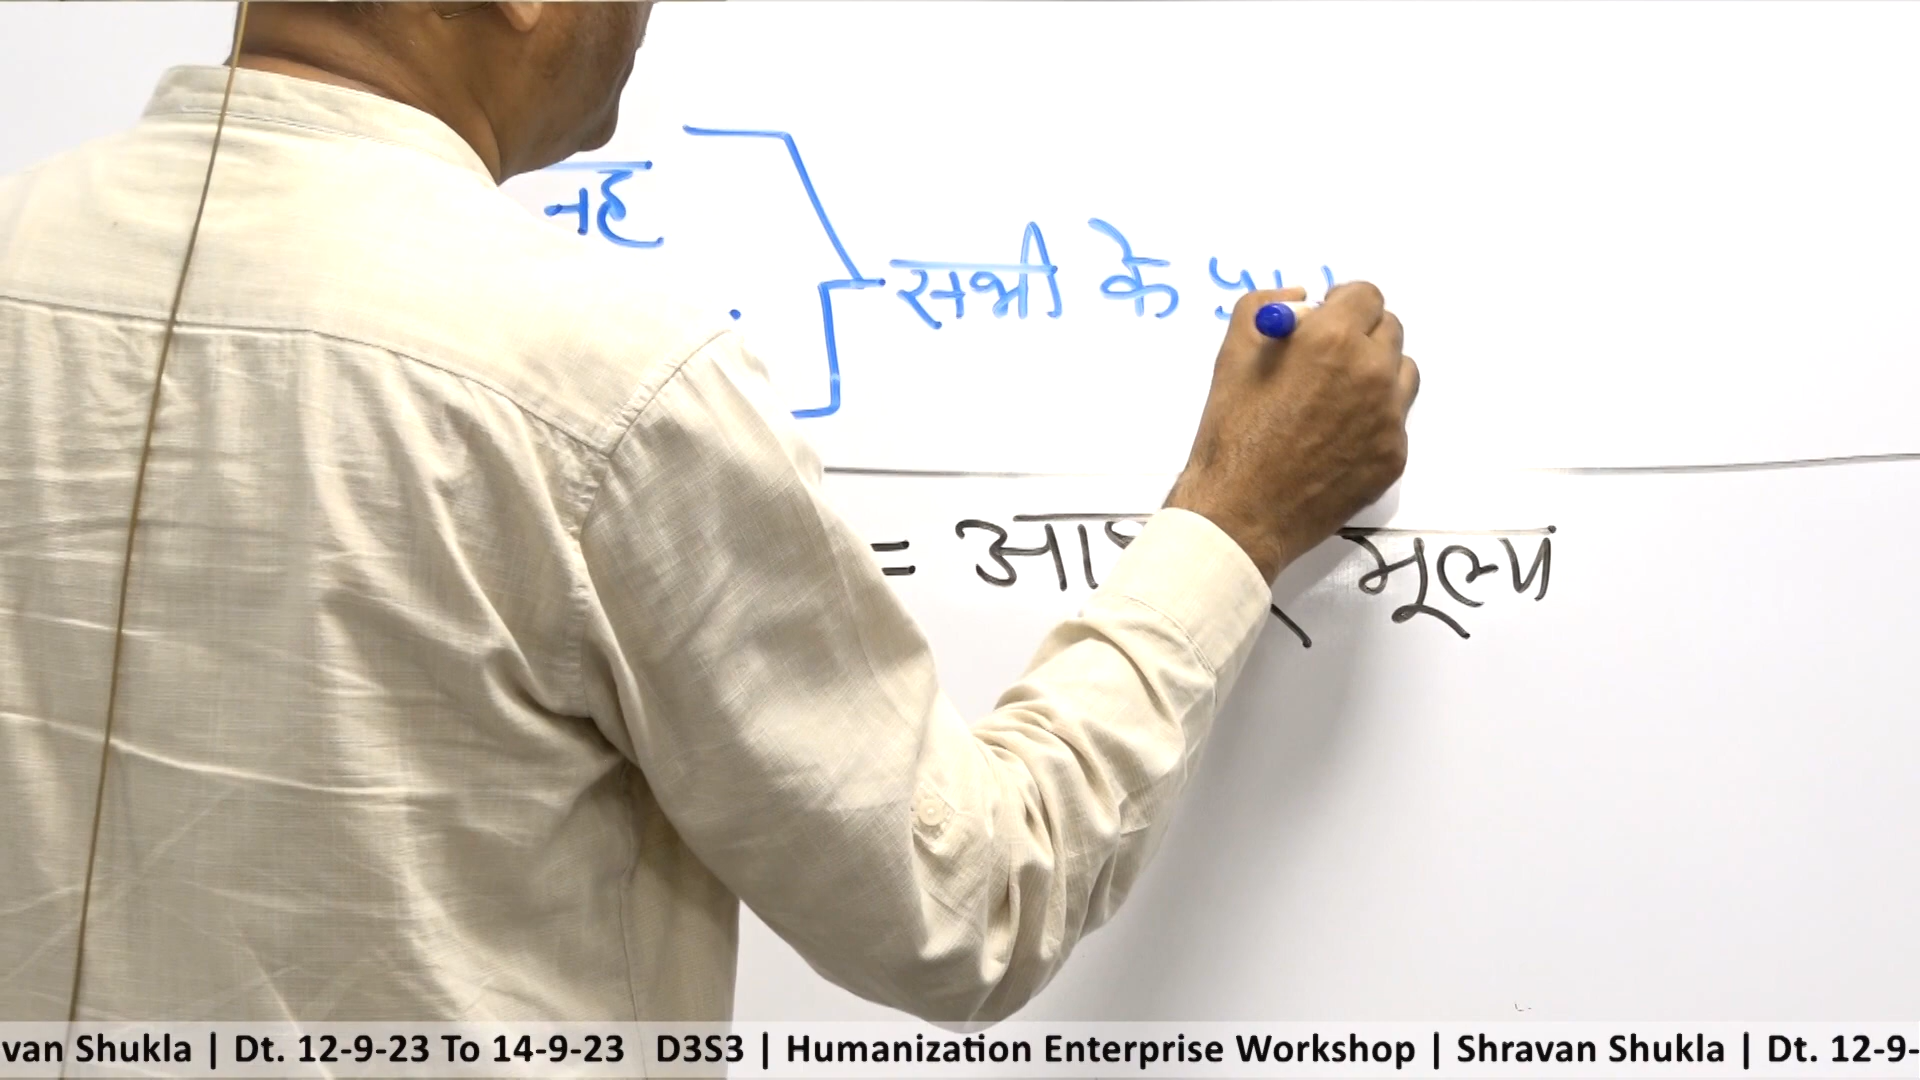 सभी के
= मूल्य
van Shukla | Dt. 12-9-23 To 14-9-23 D3S3 | Humanization Enterprise Workshop | Shravan Shukla | Dt. 12-9-